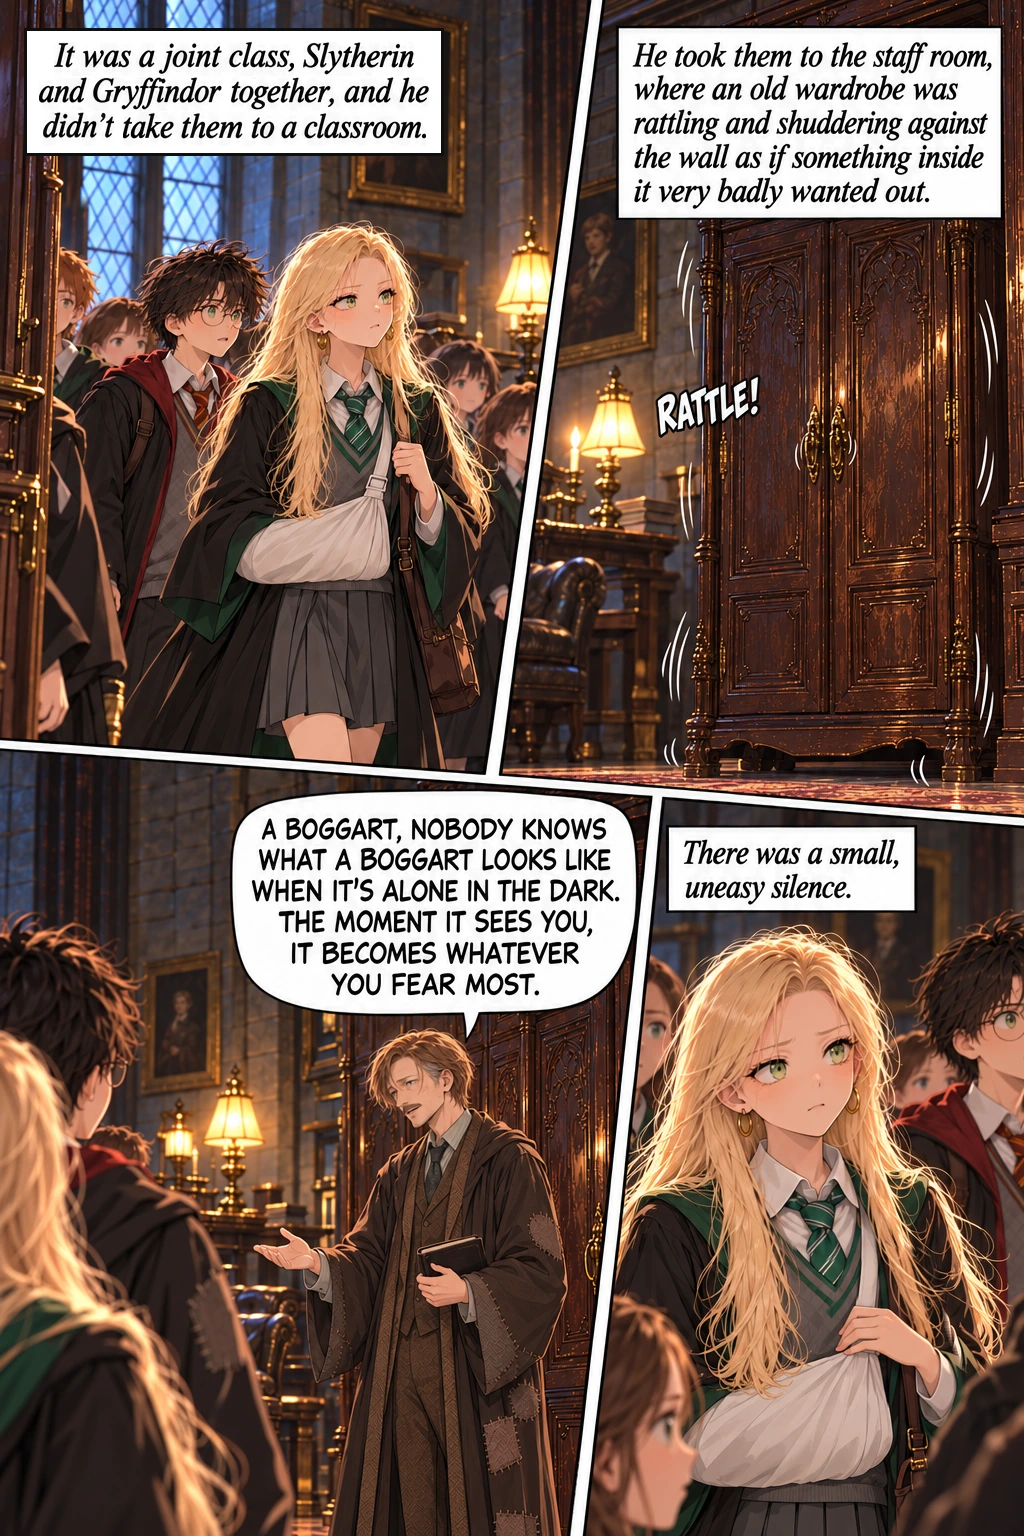 It was a joint class, Slytherin
and Gryffindor together, and he
didn't take them to a classroom.
He took them to the staff room,
where an old wardrobe was
rattling and shuddering against
the wall as if something inside
it very badly wanted out.
RATTLE!
A BOGGART, NOBODY KNOWS
WHAT A BOGGART LOOKS LIKE
WHEN IT'S ALONE IN THE DARK.
THE MOMENT IT SEES YOU,
IT BECOMES WHATEVER
YOU FEAR MOST.
There was a small,
uneasy silence.